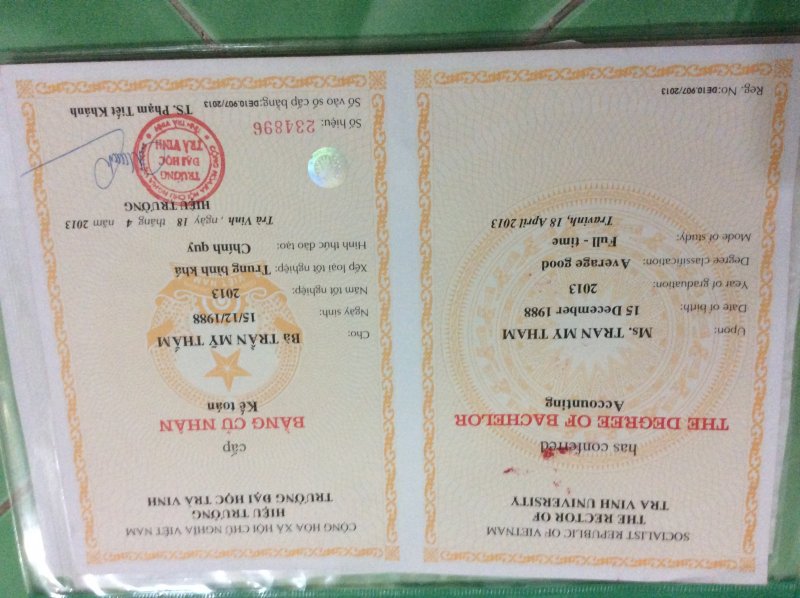 SOCIALIST REPUBLIC OF VIETNAM
THE RECTOR OF
TRA VINH UNIVERSITY
has conferred
THE DEGREE OF BACHELOR
Accounting
Upon: Ms. TRAN MY THAM
Date of birth: 15 December 1988
Year of graduation: 2013
Degree classification: Average good
Mode of study: Full - time
Travinh, 18 April 2013
Reg. No: DE10.907/2013
CỘNG HÒA XÃ HỘI CHỦ NGHĨA VIỆT NAM
HIỆU TRƯỞNG
TRƯỜNG ĐẠI HỌC TRÀ VINH
cấp
BẰNG CỬ NHÂN
Kế toán
Cho: Bà TRẦN MỸ THẮM
Ngày sinh: 15/12/1988
Năm tốt nghiệp: 2013
Xếp loại tốt nghiệp: Trung bình khá
Hình thức đào tạo: Chính quy
Trà Vinh, ngày 18 tháng 4 năm 2013
HIỆU TRƯỞNG
TRƯỜNG
ĐẠI HỌC
TRÀ VINH
Số hiệu: 234896
Số vào sổ cấp bằng: DE10.907/2013
TS. Phạm Tiết Khánh